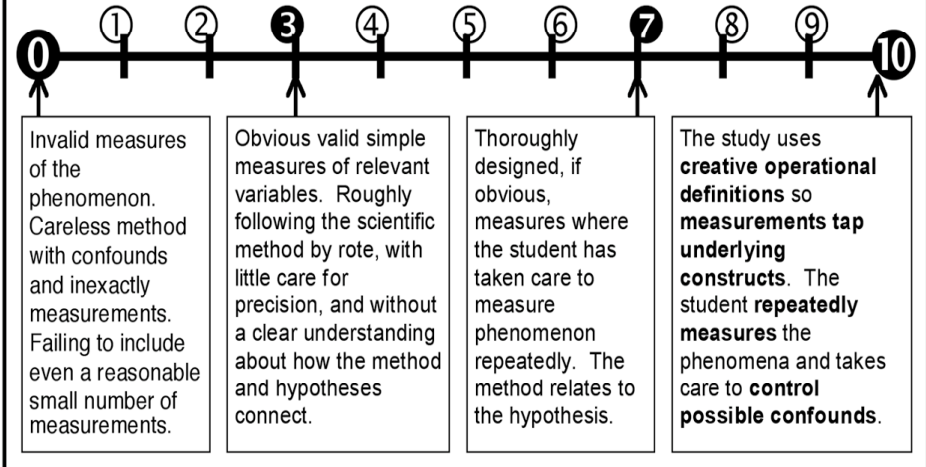 0 1 2 3 4 5 6 7 8 9 10
Invalid measures
of the
phenomenon.
Careless method
with confounds
and inexactly
measurements.
Failing to include
even a reasonable
small number of
measurements.
Obvious valid simple
measures of relevant
variables. Roughly
following the scientific
method by rote, with
little care for
precision, and without
a clear understanding
about how the method
and hypotheses
connect.
Thoroughly
designed, if
obvious,
measures where
the student has
taken care to
measure
phenomenon
repeatedly. The
method relates to
the hypothesis.
The study uses
creative operational
definitions so
measurements tap
underlying
constructs. The
student repeatedly
measures the
phenomena and takes
care to control
possible confounds.